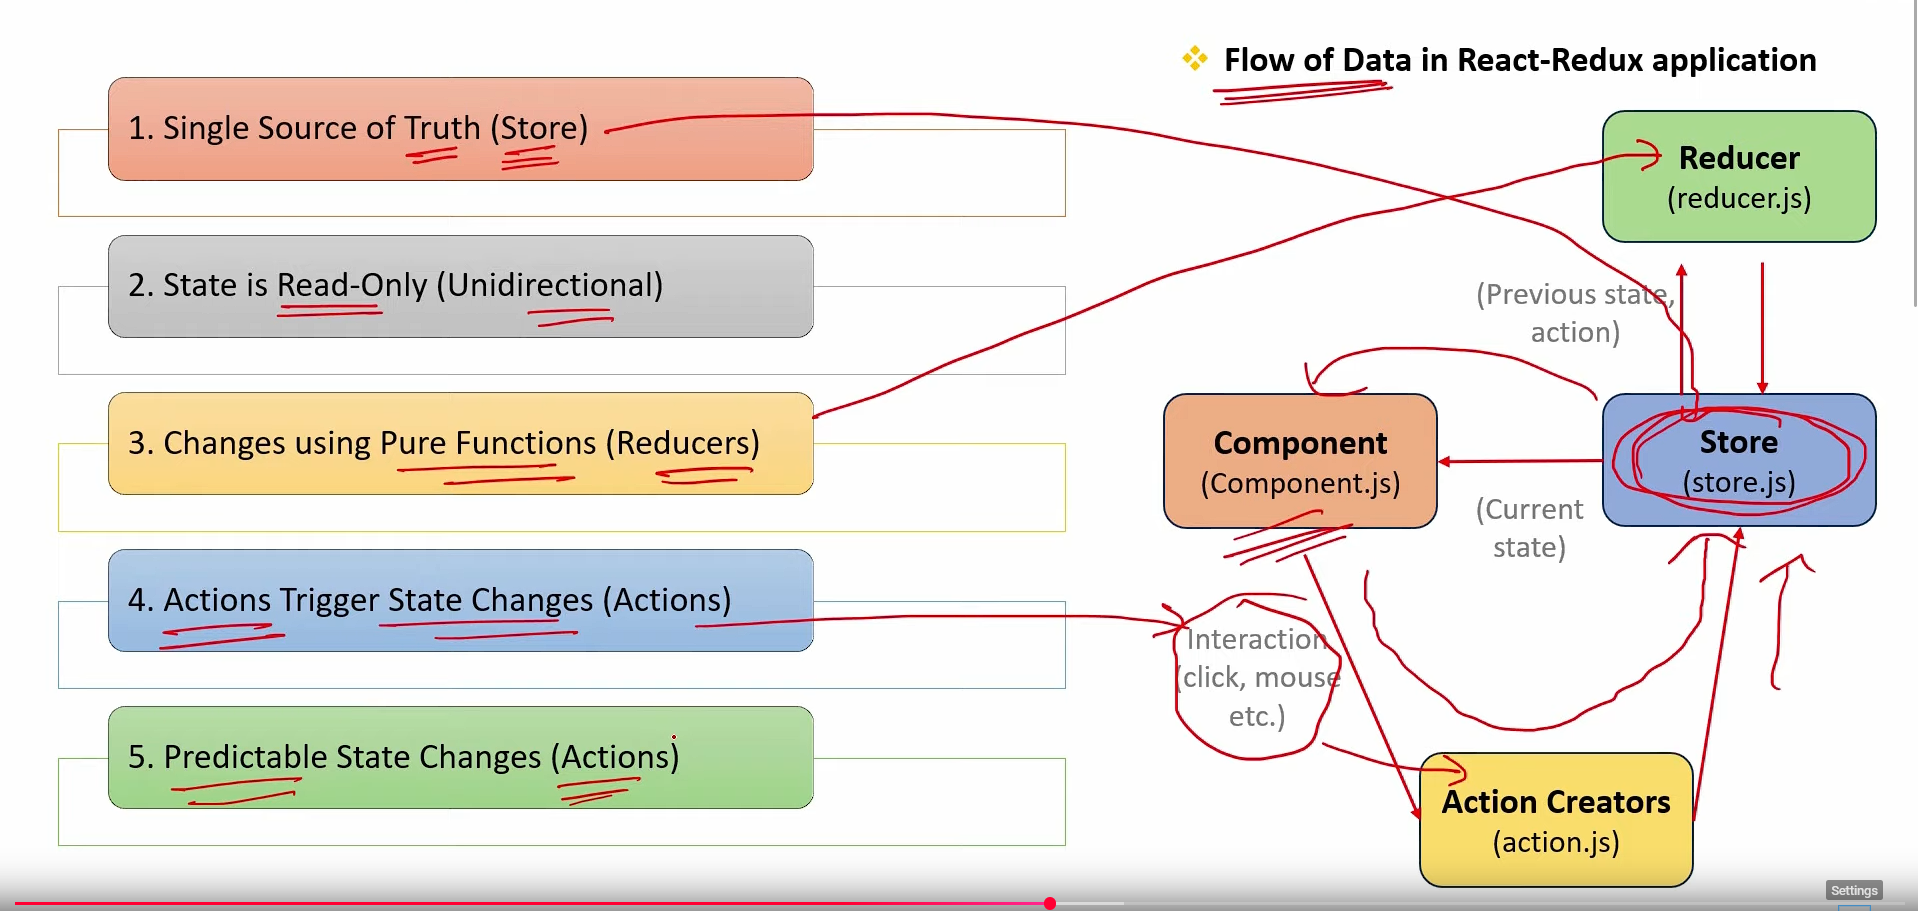 Flow of Data in React-Redux application
1. Single Source of Truth (Store)
2. State is Read-Only (Unidirectional)
3. Changes using Pure Functions (Reducers)
4. Actions Trigger State Changes (Actions)
5. Predictable State Changes (Actions)
Reducer
(reducer.js)
(Previous state,
action)
Component
(Component.js)
Store
(store.js)
(Current
state)
Interaction
(click, mouse
etc.)
Action Creators
(action.js)
Settings